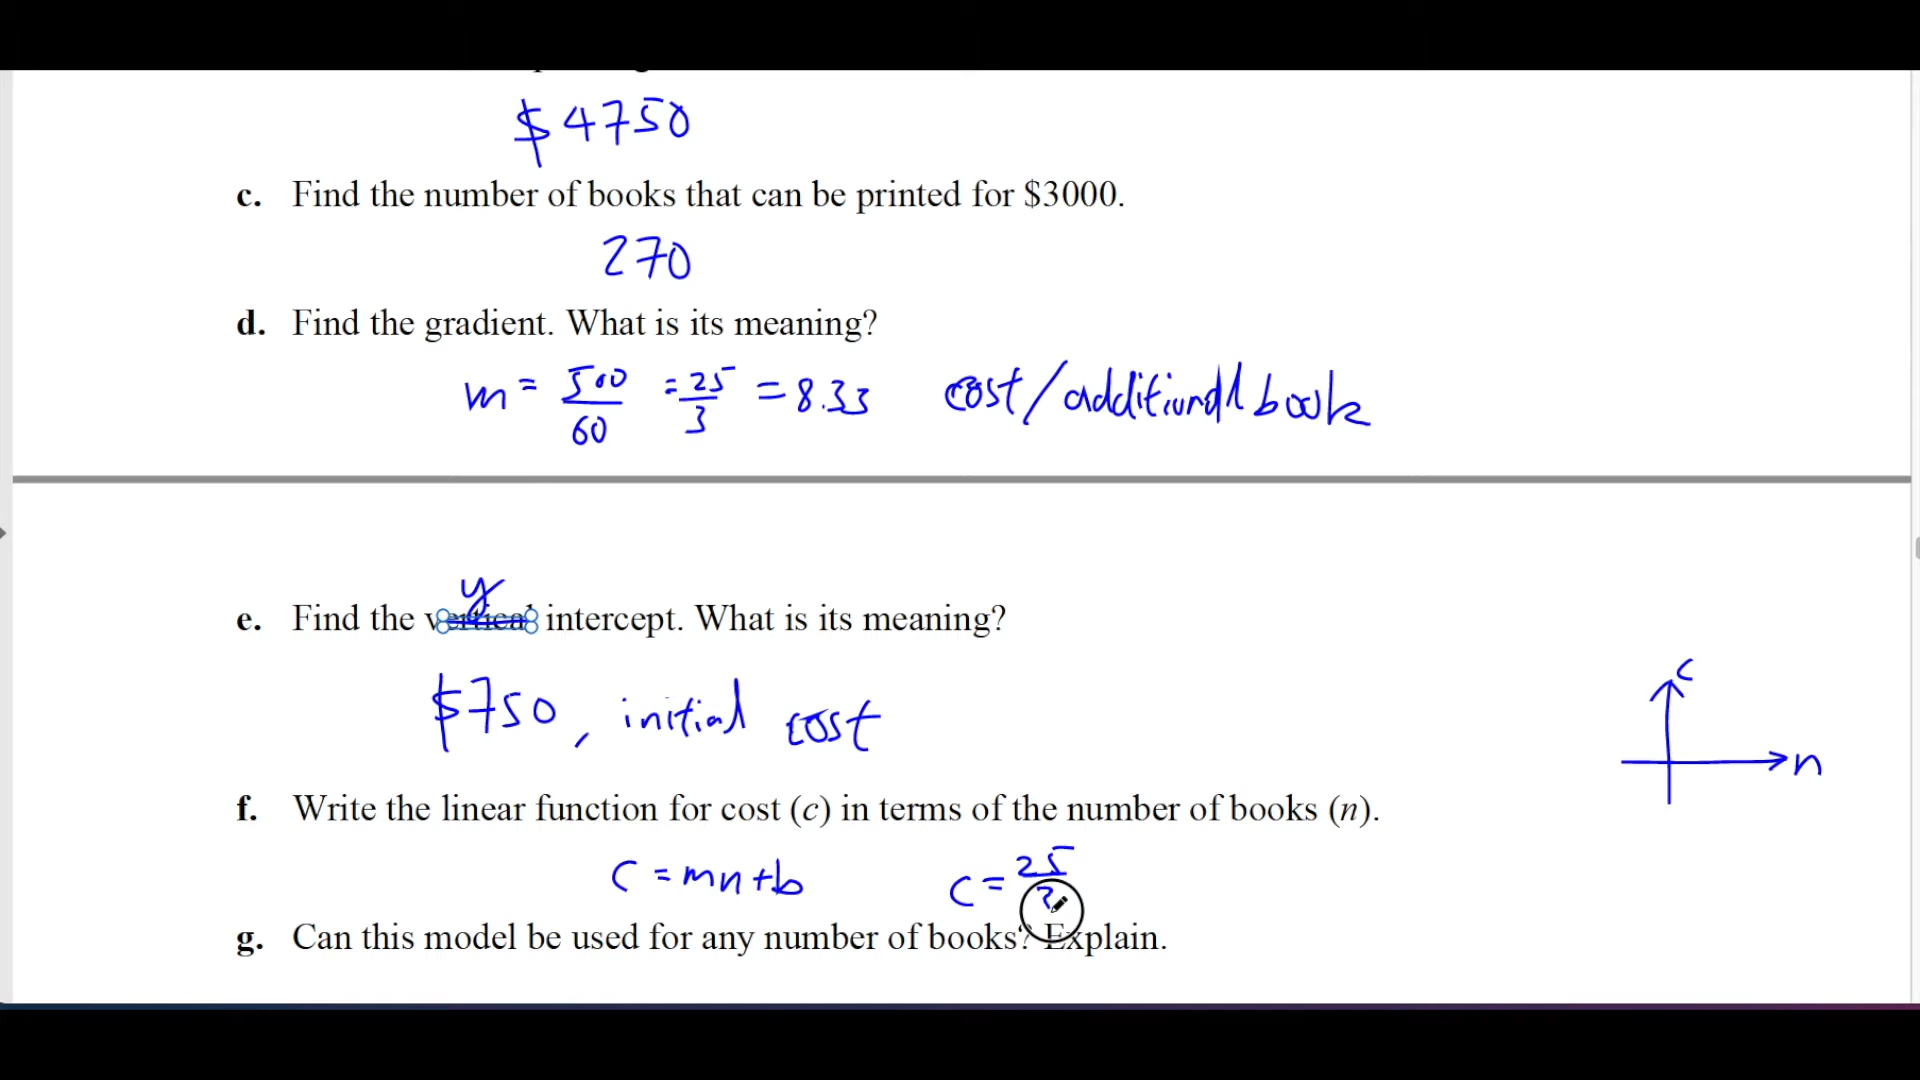 $4750
c. Find the number of books that can be printed for $3000.
270
d. Find the gradient. What is its meaning?
m = 500/60 = 25/3 = 8.33 cost/additional book
y
e. Find the vertical intercept. What is its meaning?
$750, initial cost
c
n
f. Write the linear function for cost (c) in terms of the number of books (n).
C = mn+b C = 25/3
g. Can this model be used for any number of books? Explain.